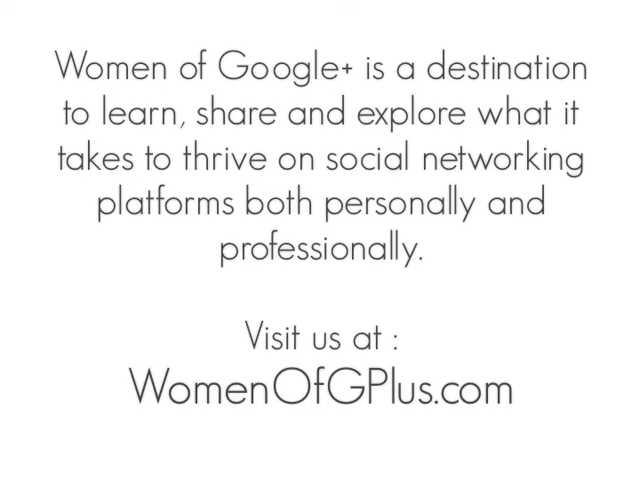 Women of Google+ is a destination
to learn, share and explore what it
takes to thrive on social networking
platforms both personally and
professionally.
Visit us at :
WomenOfGPlus.com